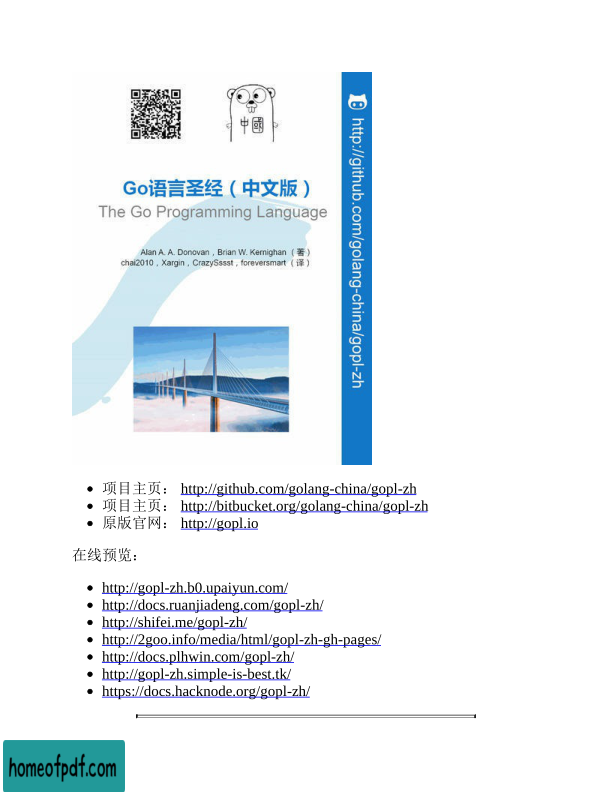 中國
Go语言圣经（中文版）
The Go Programming Language
Alan A. A. Donovan，Brian W. Kernighan （著）
chai2010，Xargin，CrazySssst，foreversmart （译）
http://github.com/golang-china/gopl-zh
项目主页： http://github.com/golang-china/gopl-zh
项目主页： http://bitbucket.org/golang-china/gopl-zh
原版官网： http://gopl.io
在线预览：
http://gopl-zh.b0.upaiyun.com/
http://docs.ruanjiadeng.com/gopl-zh/
http://shifei.me/gopl-zh/
http://2goo.info/media/html/gopl-zh-gh-pages/
http://docs.plhwin.com/gopl-zh/
http://gopl-zh.simple-is-best.tk/
https://docs.hacknode.org/gopl-zh/
homeofpdf.com